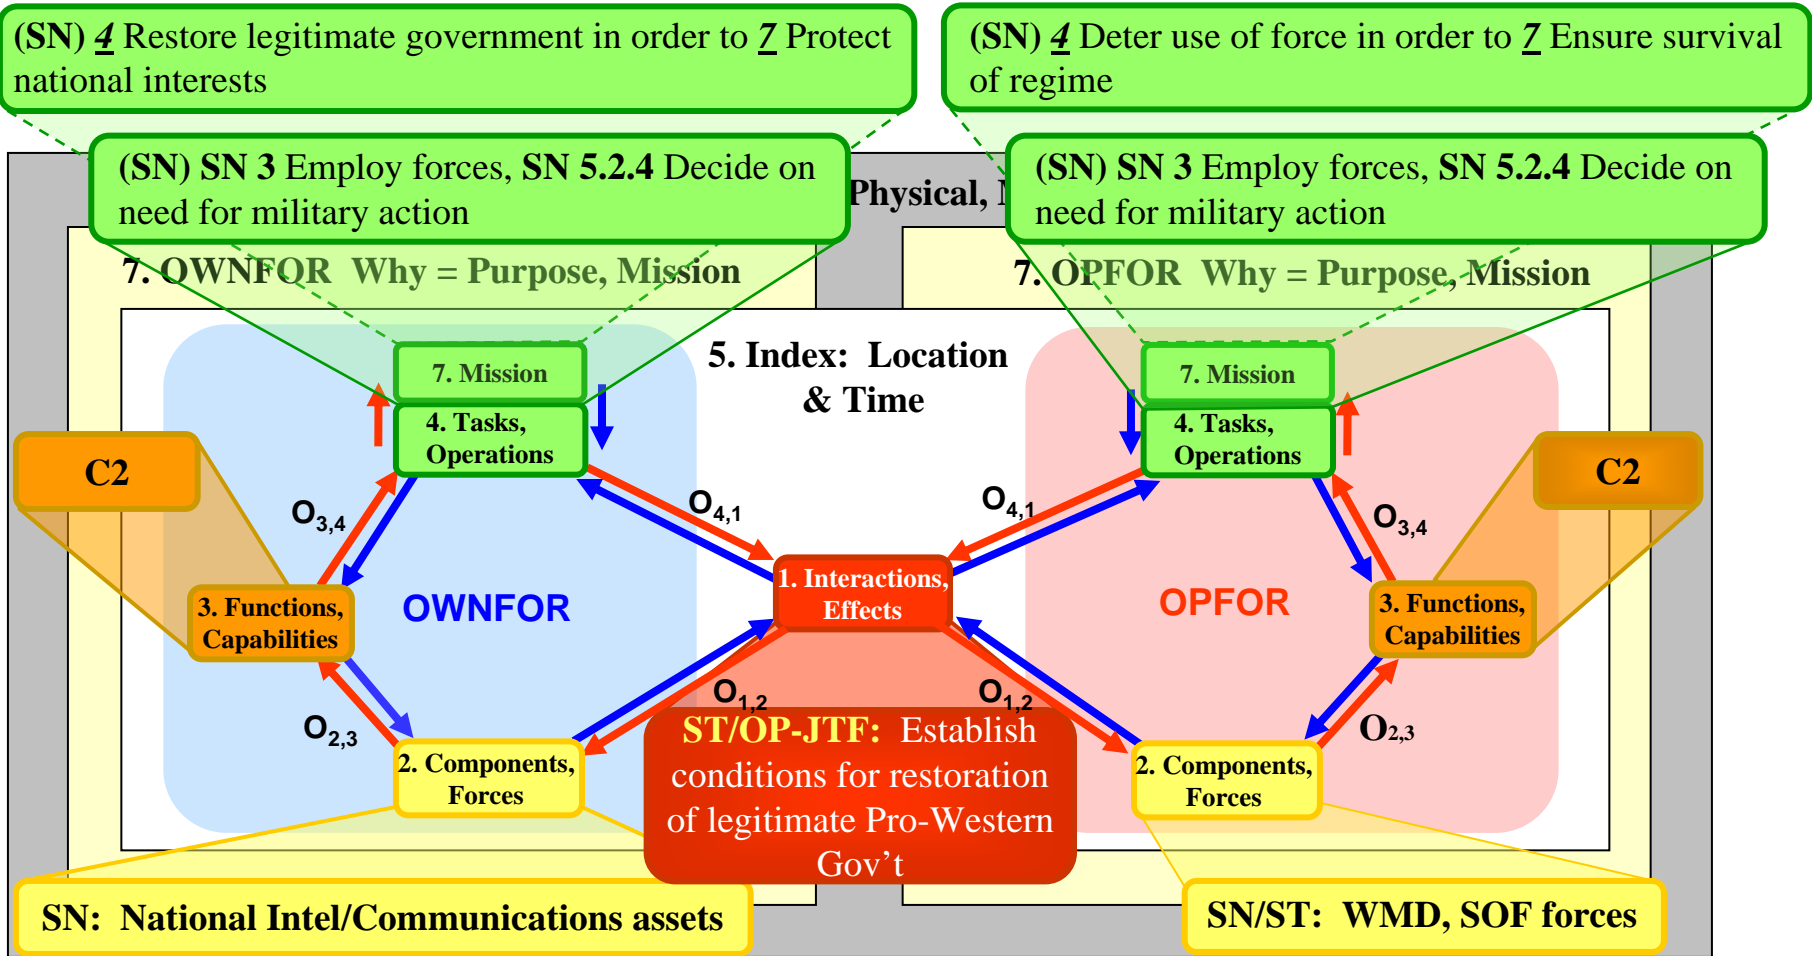 (SN) 4 Restore legitimate government in order to 7 Protect
national interests
(SN) 4 Deter use of force in order to 7 Ensure survival
of regime
(SN) SN 3 Employ forces, SN 5.2.4 Decide on
need for military action
Physical,
(SN) SN 3 Employ forces, SN 5.2.4 Decide on
need for military action
7. OWNFOR Why = Purpose, Mission
7. OPFOR Why = Purpose, Mission
5. Index: Location
& Time
7. Mission
4. Tasks,
Operations
7. Mission
4. Tasks,
Operations
C2
C2
O3,4
O4,1
O4,1
O3,4
1. Interactions,
Effects
3. Functions,
Capabilities
OWNFOR
OPFOR
3. Functions,
Capabilities
O2,3
O1,2
O1,2
O2,3
2. Components,
Forces
ST/OP-JTF: Establish
conditions for restoration
of legitimate Pro-Western
Gov’t
2. Components,
Forces
SN: National Intel/Communications assets
SN/ST: WMD, SOF forces